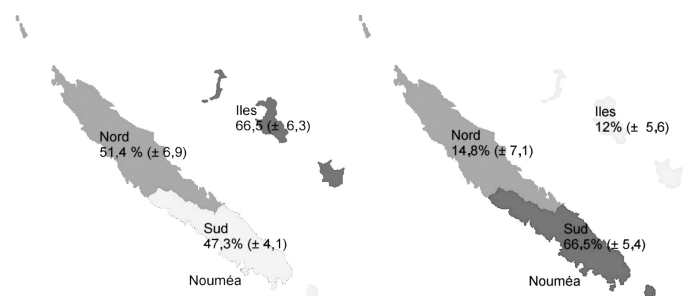 Iles
66,5 (± 6,3)
Nord
51,4 % (± 6,9)
Sud
47,3% (± 4,1)
Nouméa
Iles
12% (± 5,6)
Nord
14,8% (± 7,1)
Sud
66,5% (± 5,4)
Nouméa